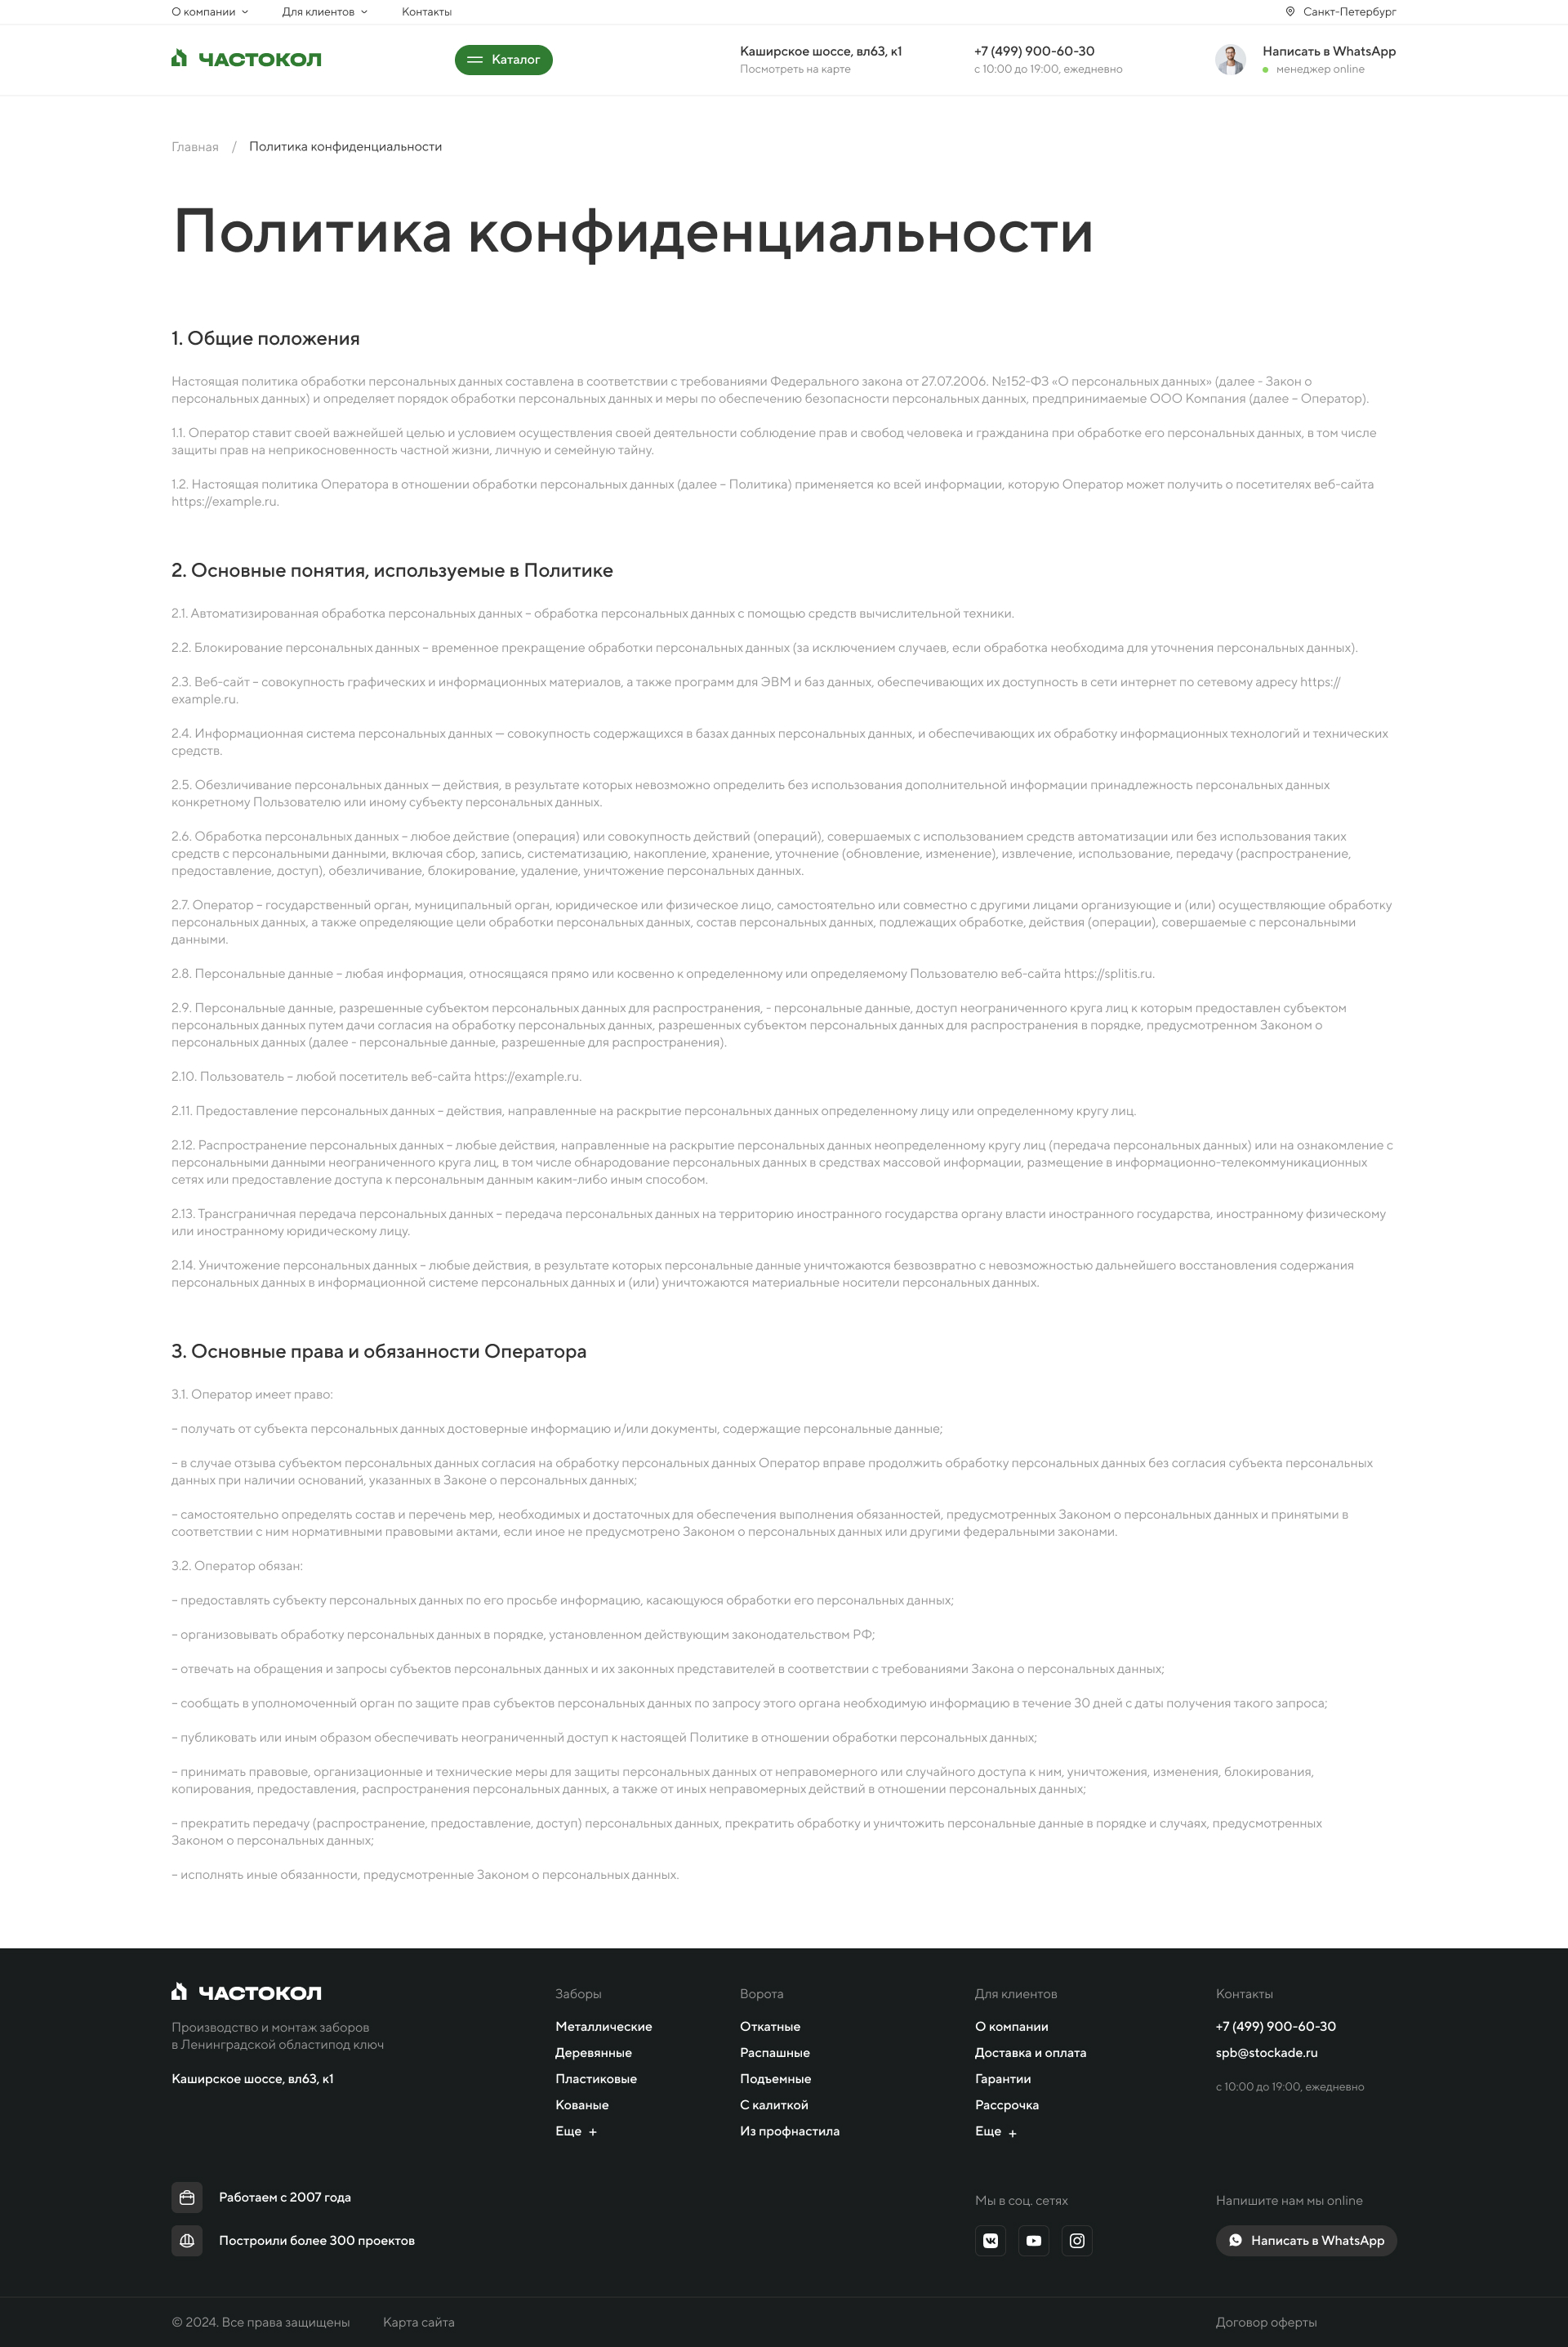 О компании
Для клиентов
Контакты
Санкт-Петербург
ЧАСТОКОЛ
Каталог
Каширское шоссе, вл63, к1
Посмотреть на карте
+7 (499) 900-60-30
с 10:00 до 19:00, ежедневно
Написать в WhatsApp
менеджер online
Главная / Политика конфиденциальности
Политика конфиденциальности
1. Общие положения
Настоящая политика обработки персональных данных составлена в соответствии с требованиями Федерального закона от 27.07.2006. №152-ФЗ «О персональных данных» (далее - Закон о
персональных данных) и определяет порядок обработки персональных данных и меры по обеспечению безопасности персональных данных, предпринимаемые ООО Компания (далее – Оператор).
1.1. Оператор ставит своей важнейшей целью и условием осуществления своей деятельности соблюдение прав и свобод человека и гражданина при обработке его персональных данных, в том числе
защиты прав на неприкосновенность частной жизни, личную и семейную тайну.
1.2. Настоящая политика Оператора в отношении обработки персональных данных (далее – Политика) применяется ко всей информации, которую Оператор может получить о посетителях веб-сайта
https://example.ru.
2. Основные понятия, используемые в Политике
2.1. Автоматизированная обработка персональных данных – обработка персональных данных с помощью средств вычислительной техники.
2.2. Блокирование персональных данных – временное прекращение обработки персональных данных (за исключением случаев, если обработка необходима для уточнения персональных данных).
2.3. Веб-сайт – совокупность графических и информационных материалов, а также программ для ЭВМ и баз данных, обеспечивающих их доступность в сети интернет по сетевому адресу https://
example.ru.
2.4. Информационная система персональных данных — совокупность содержащихся в базах данных персональных данных, и обеспечивающих их обработку информационных технологий и технических
средств.
2.5. Обезличивание персональных данных — действия, в результате которых невозможно определить без использования дополнительной информации принадлежность персональных данных
конкретному Пользователю или иному субъекту персональных данных.
2.6. Обработка персональных данных – любое действие (операция) или совокупность действий (операций), совершаемых с использованием средств автоматизации или без использования таких
средств с персональными данными, включая сбор, запись, систематизацию, накопление, хранение, уточнение (обновление, изменение), извлечение, использование, передачу (распространение,
предоставление, доступ), обезличивание, блокирование, удаление, уничтожение персональных данных.
2.7. Оператор – государственный орган, муниципальный орган, юридическое или физическое лицо, самостоятельно или совместно с другими лицами организующие и (или) осуществляющие обработку
персональных данных, а также определяющие цели обработки персональных данных, состав персональных данных, подлежащих обработке, действия (операции), совершаемые с персональными
данными.
2.8. Персональные данные – любая информация, относящаяся прямо или косвенно к определенному или определяемому Пользователю веб-сайта https://splitis.ru.
2.9. Персональные данные, разрешенные субъектом персональных данных для распространения, - персональные данные, доступ неограниченного круга лиц к которым предоставлен субъектом
персональных данных путем дачи согласия на обработку персональных данных, разрешенных субъектом персональных данных для распространения в порядке, предусмотренном Законом о
персональных данных (далее - персональные данные, разрешенные для распространения).
2.10. Пользователь – любой посетитель веб-сайта https://example.ru.
2.11. Предоставление персональных данных – действия, направленные на раскрытие персональных данных определенному лицу или определенному кругу лиц.
2.12. Распространение персональных данных – любые действия, направленные на раскрытие персональных данных неопределенному кругу лиц (передача персональных данных) или на ознакомление с
персональными данными неограниченного круга лиц, в том числе обнародование персональных данных в средствах массовой информации, размещение в информационно-телекоммуникационных
сетях или предоставление доступа к персональным данным каким-либо иным способом.
2.13. Трансграничная передача персональных данных – передача персональных данных на территорию иностранного государства органу власти иностранного государства, иностранному физическому
или иностранному юридическому лицу.
2.14. Уничтожение персональных данных – любые действия, в результате которых персональные данные уничтожаются безвозвратно с невозможностью дальнейшего восстановления содержания
персональных данных в информационной системе персональных данных и (или) уничтожаются материальные носители персональных данных.
3. Основные права и обязанности Оператора
3.1. Оператор имеет право:
– получать от субъекта персональных данных достоверные информацию и/или документы, содержащие персональные данные;
– в случае отзыва субъектом персональных данных согласия на обработку персональных данных Оператор вправе продолжить обработку персональных данных без согласия субъекта персональных
данных при наличии оснований, указанных в Законе о персональных данных;
– самостоятельно определять состав и перечень мер, необходимых и достаточных для обеспечения выполнения обязанностей, предусмотренных Законом о персональных данных и принятыми в
соответствии с ним нормативными правовыми актами, если иное не предусмотрено Законом о персональных данных или другими федеральными законами.
3.2. Оператор обязан:
– предоставлять субъекту персональных данных по его просьбе информацию, касающуюся обработки его персональных данных;
– организовывать обработку персональных данных в порядке, установленном действующим законодательством РФ;
– отвечать на обращения и запросы субъектов персональных данных и их законных представителей в соответствии с требованиями Закона о персональных данных;
– сообщать в уполномоченный орган по защите прав субъектов персональных данных по запросу этого органа необходимую информацию в течение 30 дней с даты получения такого запроса;
– публиковать или иным образом обеспечивать неограниченный доступ к настоящей Политике в отношении обработки персональных данных;
– принимать правовые, организационные и технические меры для защиты персональных данных от неправомерного или случайного доступа к ним, уничтожения, изменения, блокирования,
копирования, предоставления, распространения персональных данных, а также от иных неправомерных действий в отношении персональных данных;
– прекратить передачу (распространение, предоставление, доступ) персональных данных, прекратить обработку и уничтожить персональные данные в порядке и случаях, предусмотренных
Законом о персональных данных;
– исполнять иные обязанности, предусмотренные Законом о персональных данных.
ЧАСТОКОЛ
Производство и монтаж заборов
в Ленинградской областипод ключ
Каширское шоссе, вл63, к1
Заборы
Металлические
Деревянные
Пластиковые
Кованые
Еще +
Ворота
Откатные
Распашные
Подъемные
С калиткой
Из профнастила
Для клиентов
О компании
Доставка и оплата
Гарантии
Рассрочка
Еще +
Контакты
+7 (499) 900-60-30
spb@stockade.ru
с 10:00 до 19:00, ежедневно
Работаем с 2007 года
Построили более 300 проектов
Мы в соц. сетях
Напишите нам мы online
Написать в WhatsApp
© 2024. Все права защищены
Карта сайта
Договор оферты